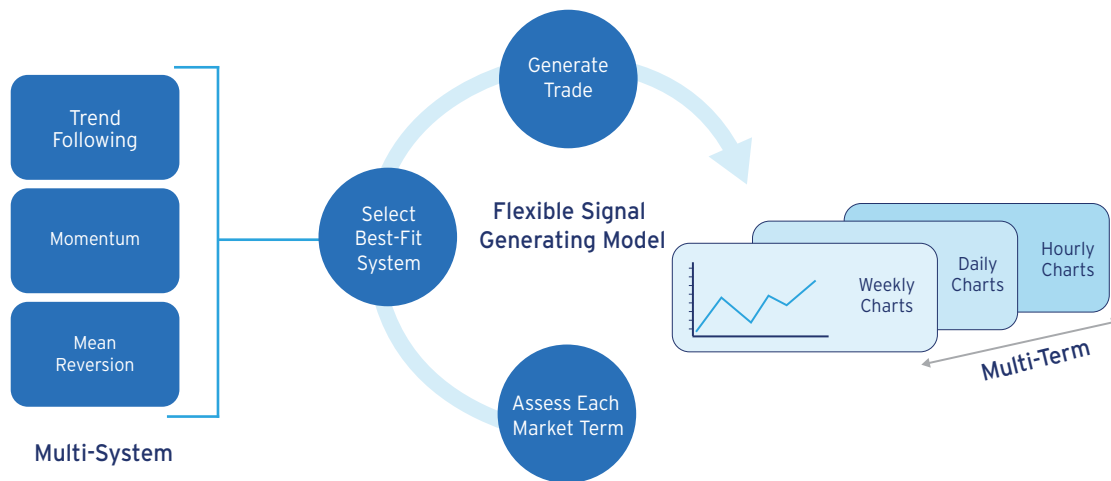 Trend
Following
Momentum
Mean
Reversion
Multi-System
Select
Best-Fit
System
Generate
Trade
Flexible Signal
Generating Model
Assess Each
Market Term
Weekly
Charts
Daily
Charts
Hourly
Charts
Multi-Term